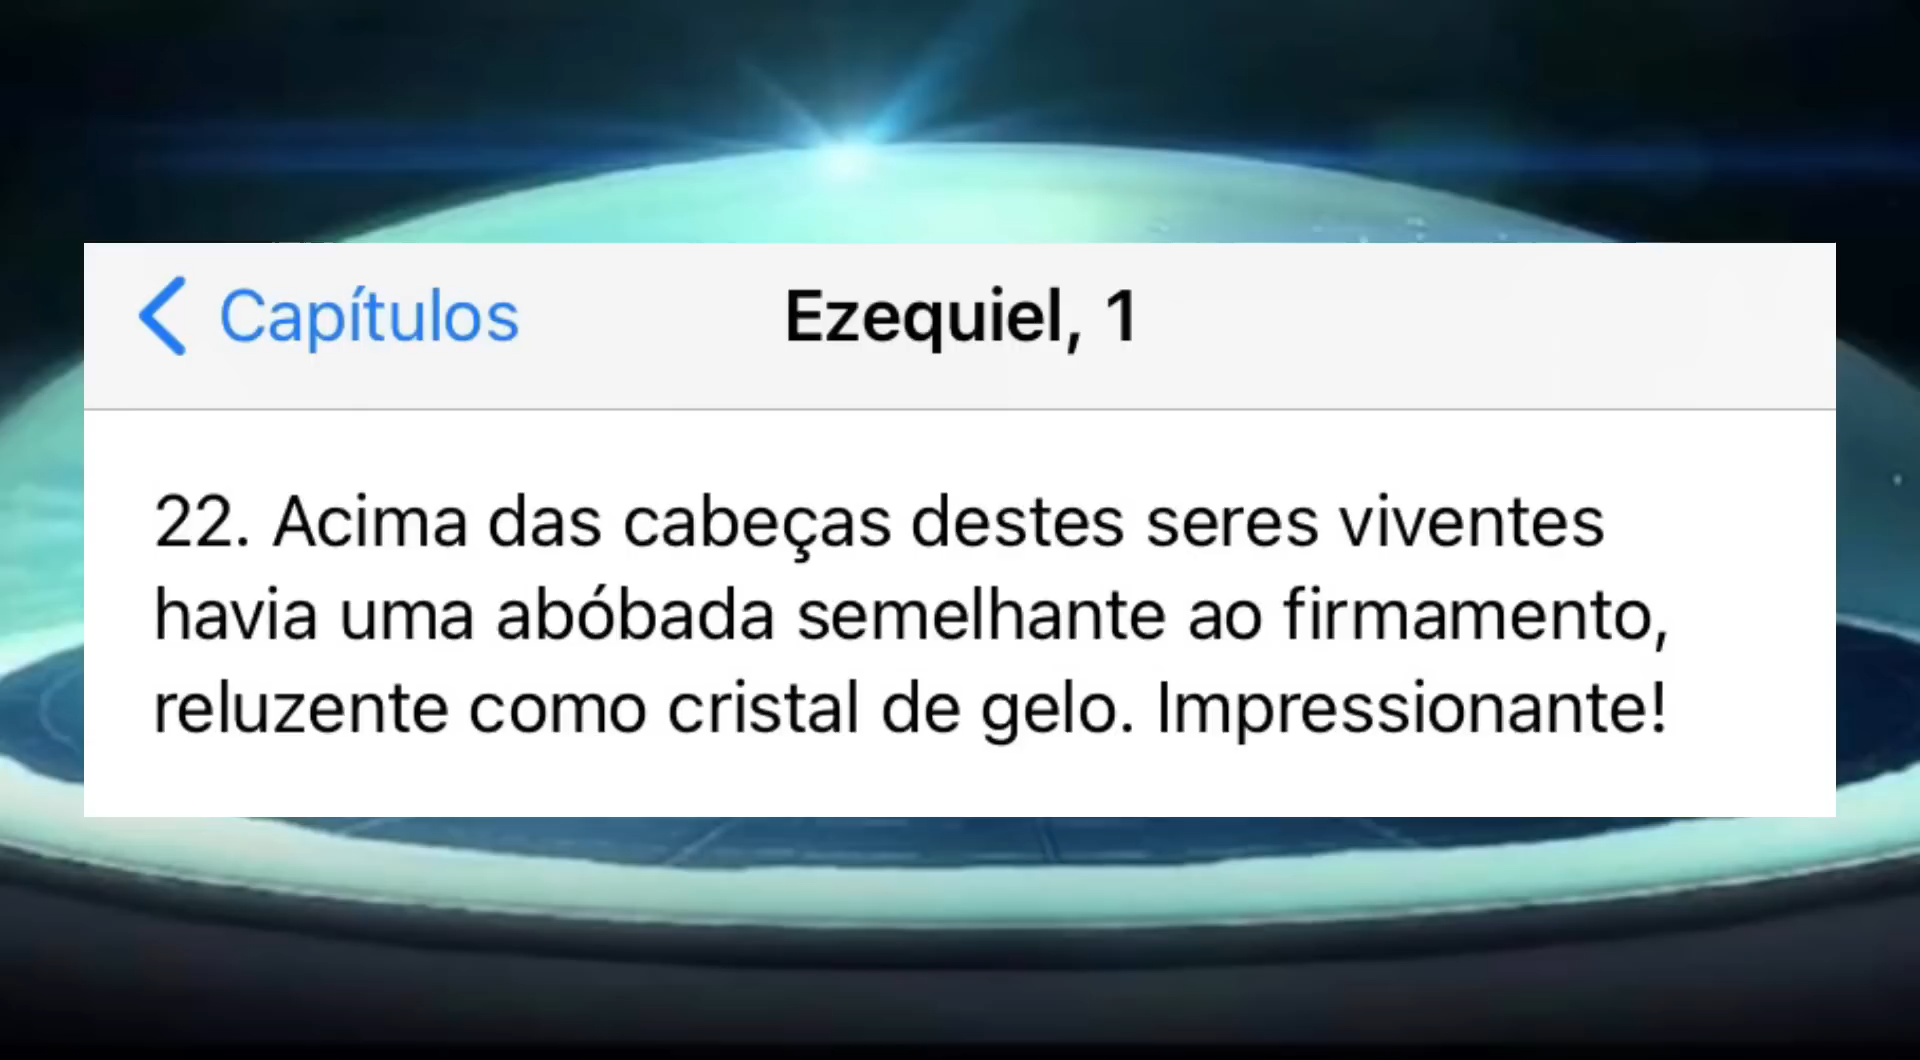 Capítulos
Ezequiel, 1
22. Acima das cabeças destes seres viventes
havia uma abóbada semelhante ao firmamento,
reluzente como cristal de gelo. Impressionante!